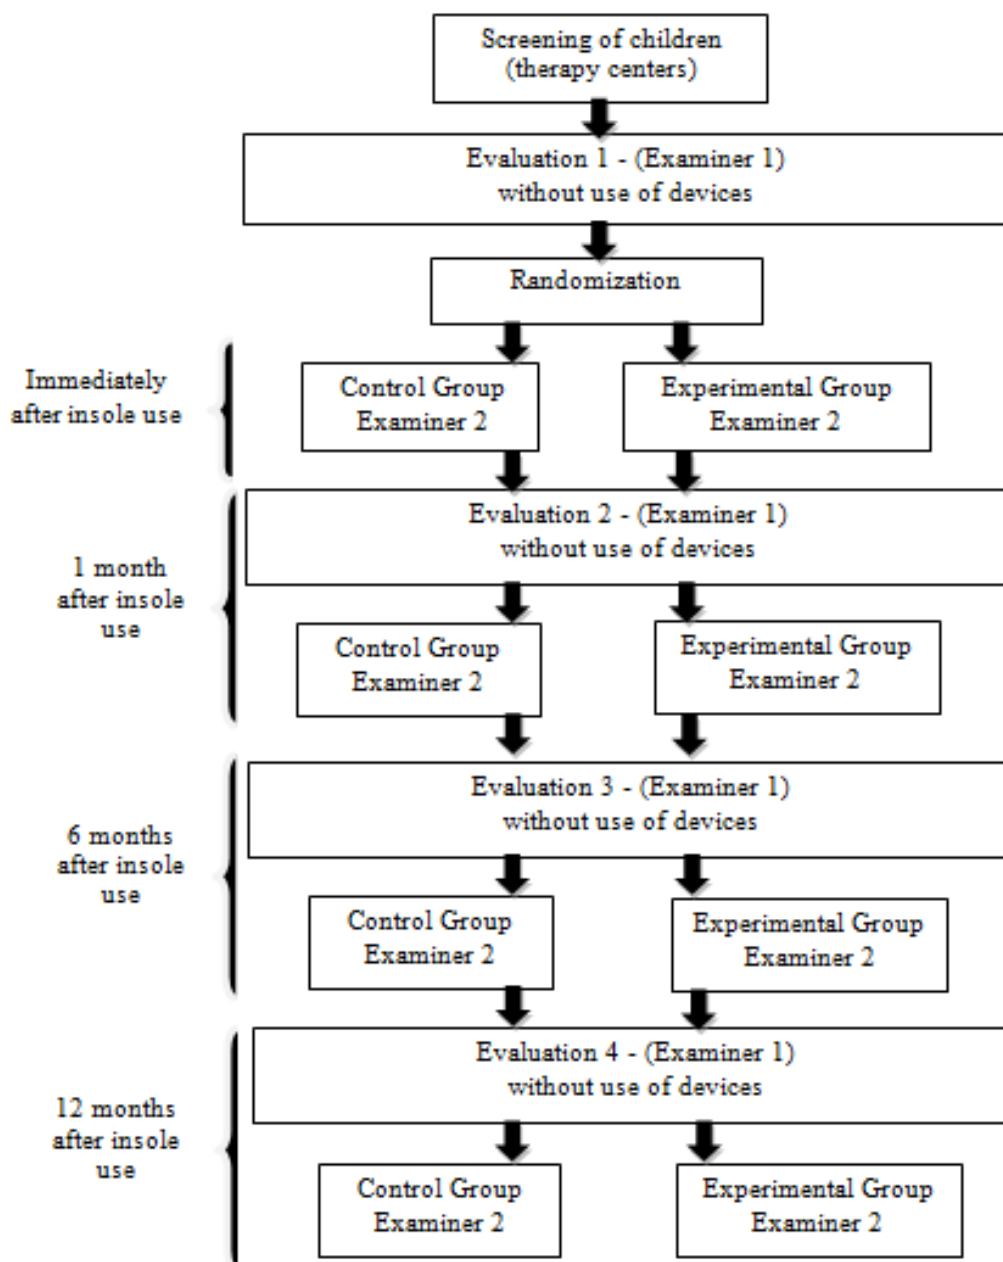 Screening of children
(therapy centers)
Evaluation 1 - (Examiner 1)
without use of devices
Randomization
Immediately
after insole use
Control Group
Examiner 2
Experimental Group
Examiner 2
Evaluation 2 - (Examiner 1)
without use of devices
1 month
after insole
use
Control Group
Examiner 2
Experimental Group
Examiner 2
Evaluation 3 - (Examiner 1)
without use of devices
6 months
after insole
use
Control Group
Examiner 2
Experimental Group
Examiner 2
Evaluation 4 - (Examiner 1)
without use of devices
12 months
after insole
use
Control Group
Examiner 2
Experimental Group
Examiner 2